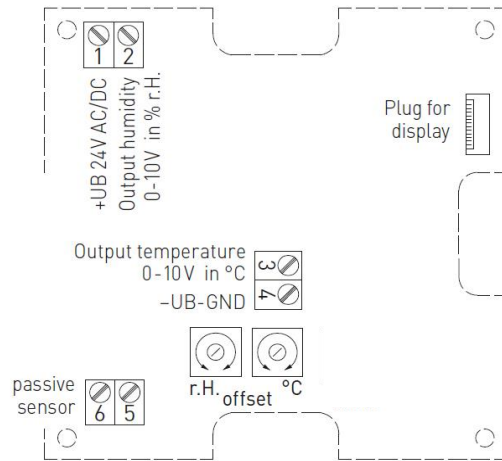 1 2
+UB 24V AC/DC
Output humidity
0-10V in % r.H.
Plug for
display
Output temperature
0-10V in °C
3
–UB-GND
4
r.H. offset °C
passive
sensor
6 5